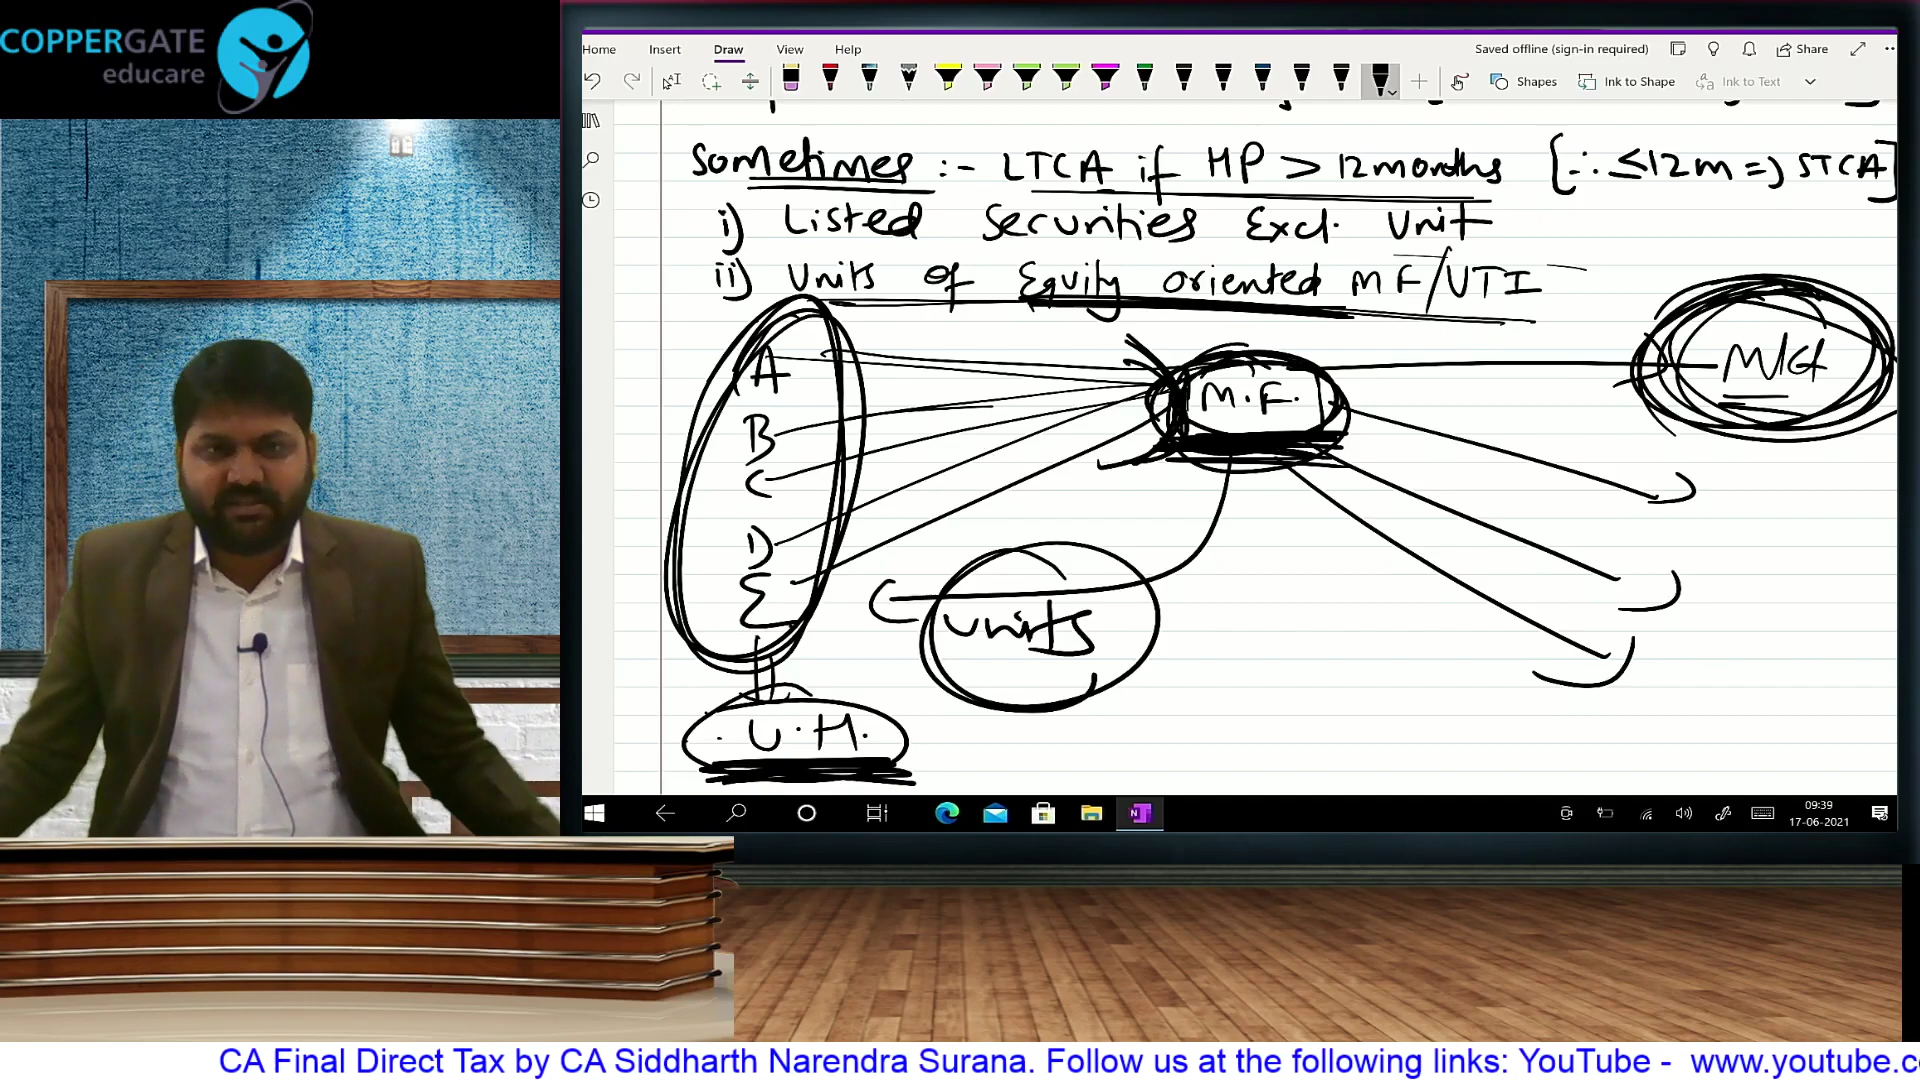 COPPERGATE
educare
Home Insert Draw View Help Saved offline (sign-in required) Share
Shapes Ink to Shape Ink to Text
Sometimes :- LTCA if HP > 12 months [∴ ≤12m => STCA]
i) Listed Securities Excl. Unit
ii) Units of Equity oriented MF/UTI
A
B
C
D
E
M.F.
units
U.H.
09:39
17-06-2021
CA Final Direct Tax by CA Siddharth Narendra Surana. Follow us at the following links: YouTube - www.youtube.c